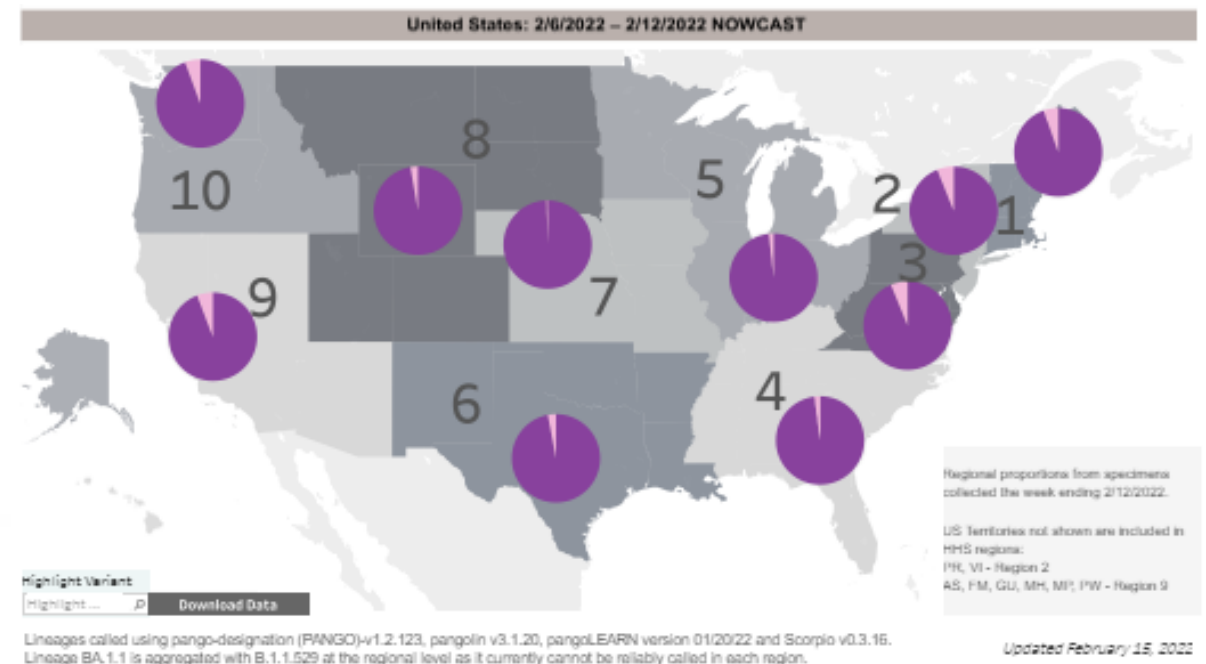 United States: 2/6/2022 – 2/12/2022 NOWCAST
8
10
5
2
1
3
9
7
6
4
Regional proportions from specimens
collected the week ending 2/12/2022.
US Territories not shown are included in
HHS regions:
PR, VI - Region 2
AS, FM, GU, MH, MP, PW - Region 9
Highlight Variant
Highlight ...
Download Data
Lineages called using pango-designation (PANGO)-v1.2.123, pangolin v3.1.20, pangoLEARN version 01/20/22 and Scorpio v0.3.16.
Lineage BA.1.1 is aggregated with B.1.1.529 at the regional level as it currently cannot be reliably called in each region.
Updated February 15, 2022